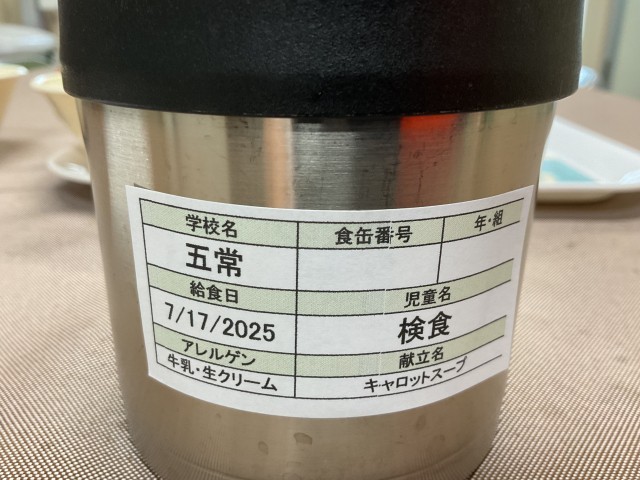 学校名 食缶番号 年・組
五常
給食日 児童名
7/17/2025 検食
アレルゲン 献立名
牛乳・生クリーム キャロットスープ